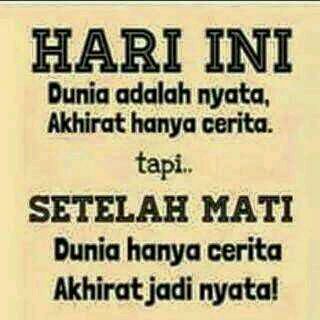 HARI INI
Dunia adalah nyata,
Akhirat hanya cerita.
tapi..
SETELAH MATI
Dunia hanya cerita
Akhirat jadi nyata!